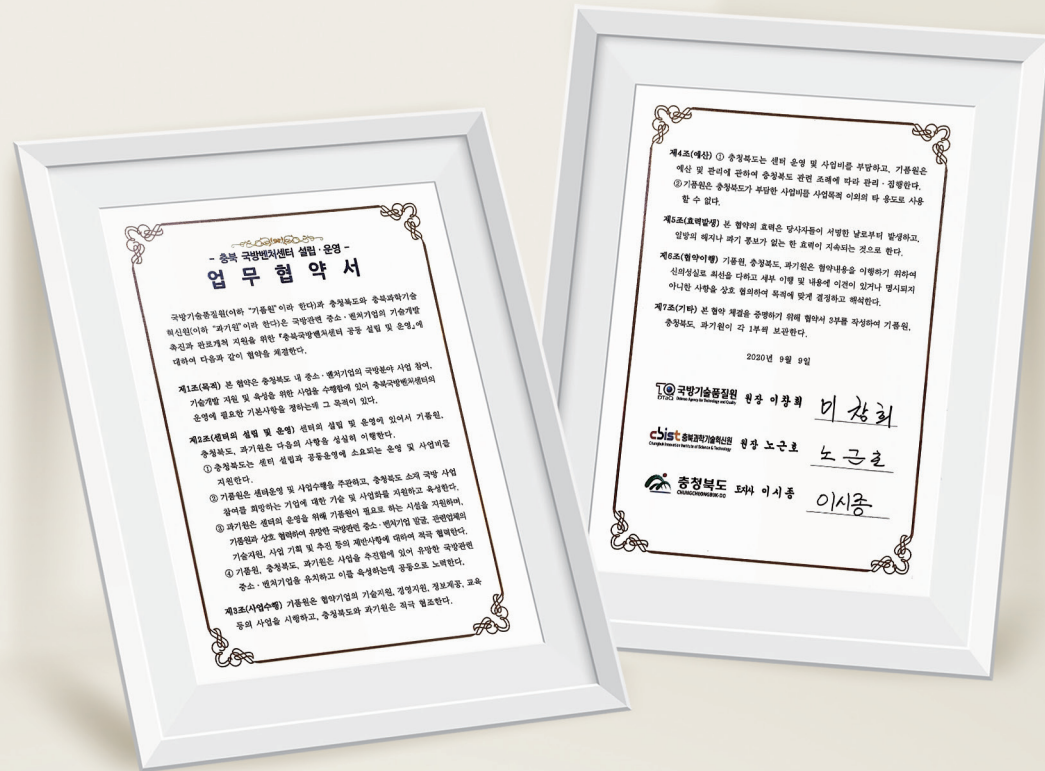 - 충북 국방벤처센터 설립 · 운영 -
업 무 협 약 서
국방기술품질원(이하 "기품원"이라 한다)과 충청북도와 충북과학기술
혁신원(이하 "과기원"이라 한다)은 국방관련 중소 · 벤처기업의 기술개발
촉진과 판로개척 지원을 위한 『충북국방벤처센터 공동 설립 및 운영』에
대하여 다음과 같이 협약을 체결한다.
제1조(목적) 본 협약은 충청북도 내 중소 · 벤처기업의 국방분야 사업 참여,
기술개발 지원 및 육성을 위한 사업을 수행함에 있어 충북국방벤처센터의
운영에 필요한 기본사항을 정하는데 그 목적이 있다.
제2조(센터의 설립 및 운영) 센터의 설립 및 운영에 있어서 기품원,
충청북도, 과기원은 다음의 사항을 성실히 이행한다.
① 충청북도는 센터 설립과 공동운영에 소요되는 운영 및 사업비를
지원한다.
② 기품원은 센터운영 및 사업수행을 주관하고, 충청북도 소재 국방 사업
참여를 희망하는 기업에 대한 기술 및 사업화를 지원하고 육성한다.
③ 과기원은 센터의 운영을 위해 기품원이 필요로 하는 시설을 지원하며,
기품원과 상호 협력하여 유망한 국방관련 중소 · 벤처기업 발굴, 관련업체의
기술지원, 사업 기획 및 추진 등의 제반사항에 대하여 적극 협력한다.
④ 기품원, 충청북도, 과기원은 사업을 추진함에 있어 유망한 국방관련
중소 · 벤처기업을 유치하고 이를 육성하는데 공동으로 노력한다.
제3조(사업수행) 기품원은 협약기업의 기술지원, 경영지원, 정보제공, 교육
등의 사업을 시행하고, 충청북도와 과기원은 적극 협조한다.
제4조(예산) ① 충청북도는 센터 운영 및 사업비를 부담하고, 기품원은
예산 및 관리에 관하여 충청북도 관련 조례에 따라 관리 · 집행한다.
② 기품원은 충청북도가 부담한 사업비를 사업목적 이외의 타 용도로 사용
할 수 없다.
제5조(효력발생) 본 협약의 효력은 당사자들이 서명한 날로부터 발생하고,
일방의 해지나 파기 통보가 없는 한 효력이 지속되는 것으로 한다.
제6조(협약이행) 기품원, 충청북도, 과기원은 협약내용을 이행하기 위하여
신의성실로 최선을 다하고 세부 이행 및 내용에 이견이 있거나 명시되지
아니한 사항을 상호 협의하여 목적에 맞게 결정하고 해석한다.
제7조(기타) 본 협약 체결을 증명하기 위해 협약서 3부를 작성하여 기품원,
충청북도, 과기원이 각 1부씩 보관한다.
2020년 9월 9일
DTaQ 국방기술품질원 원장 이창희 이창희
Defense Agency for Technology and Quality
cbist 충북과학기술혁신원 원장 노근호 노근호
Chungbuk Innovation Institute of Science & Technology
충청북도 도지사 이시종 이시종
CHUNGCHEONGBUK-DO